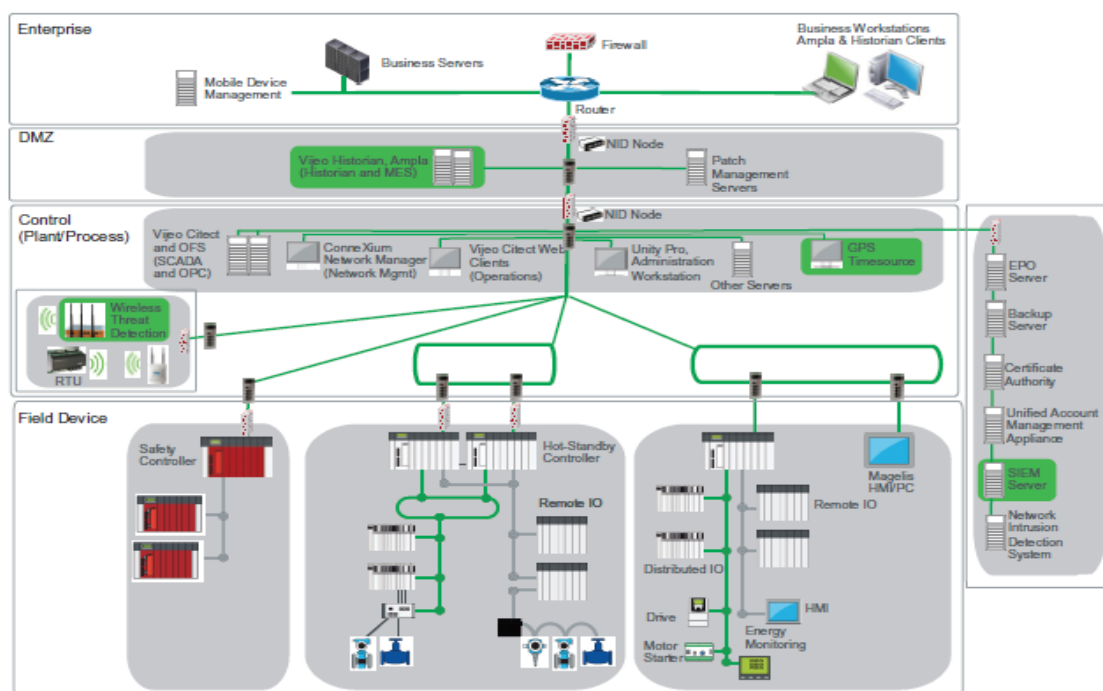 Enterprise
Business Servers
Mobile Device
Management
Firewall
Router
Business Workstations
Ampla & Historian Clients
DMZ
NID Node
Vijeo Historian, Ampla
(Historian and MES)
Patch
Management
Servers
Control
(Plant/Process)
NID Node
Vijeo Citect
and OFS
(SCADA
and OPC)
ConneXium
Network Manager
(Network Mgmt)
Vijeo Citect Web
Clients
(Operations)
Unity Pro,
Administration
Workstation
Other Servers
GPS
Timesource
Wireless
Threat
Detection
RTU
EPO
Server
Backup
Server
Certificate
Authority
Unified Account
Management
Appliance
SIEM
Server
Network
Intrusion
Detection
System
Field Device
Safety
Controller
Hot-Standby
Controller
Remote IO
Magelis
HMI/PC
Remote IO
Distributed IO
Drive
HMI
Energy
Monitoring
Motor
Starter